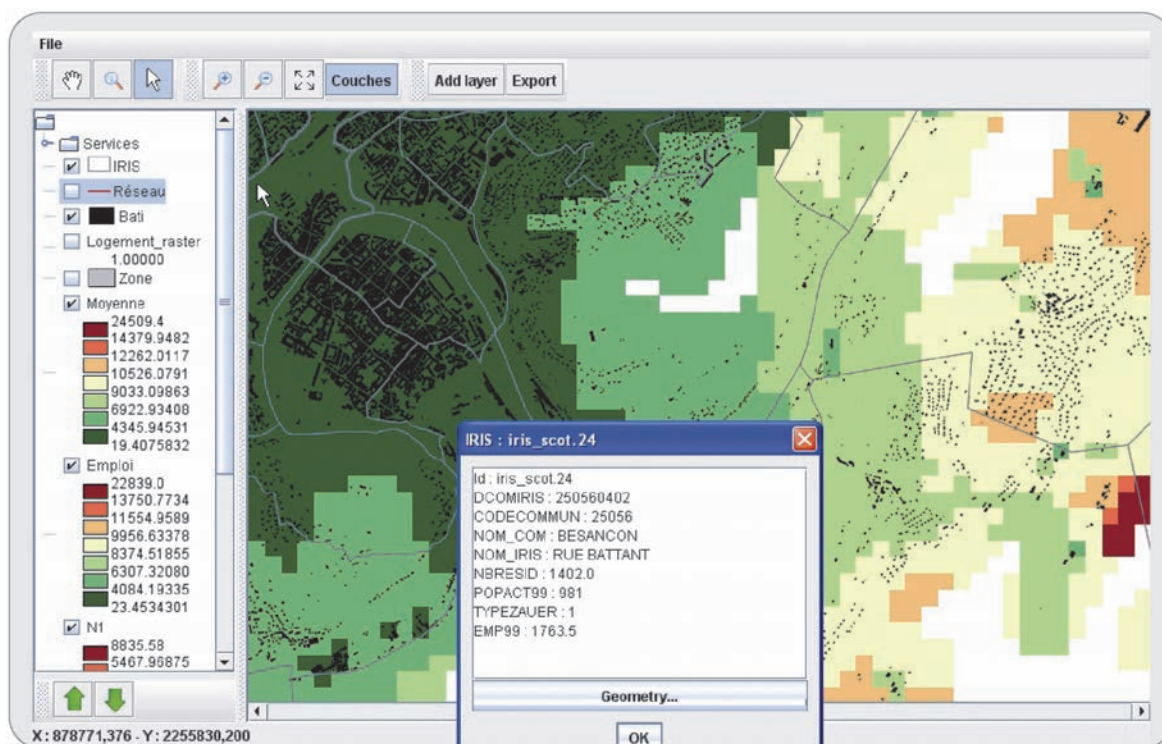 File
Couches
Add layer
Export
Services
IRIS
Réseau
Bati
Logement_raster
1.00000
Zone
Moyenne
24509.4
14379.9482
12262.0117
10526.0791
9033.09863
6922.93408
4345.94531
19.4075832
Emploi
22839.0
13750.7734
11554.9589
9956.63378
8374.51855
6307.32080
4084.19335
23.4534301
N1
8835.58
5467.96875
IRIS : iris_scot.24
Id : iris_scot.24
DCOMIRIS : 250560402
CODECOMMUN : 25056
NOM_COM : BESANCON
NOM_IRIS : RUE BATTANT
NBRESID : 1402.0
POPACT99 : 981
TYPEZAUER : 1
EMP99 : 1763.5
Geometry...
OK
X : 878771,376 - Y : 2255830,200